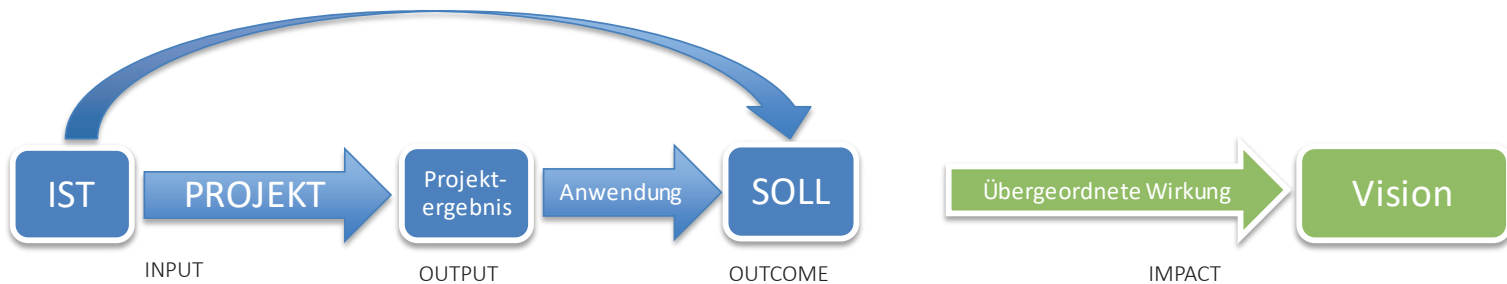 IST
PROJEKT
Projekt-
ergebnis
Anwendung
SOLL
Übergeordnete Wirkung
Vision
INPUT
OUTPUT
OUTCOME
IMPACT